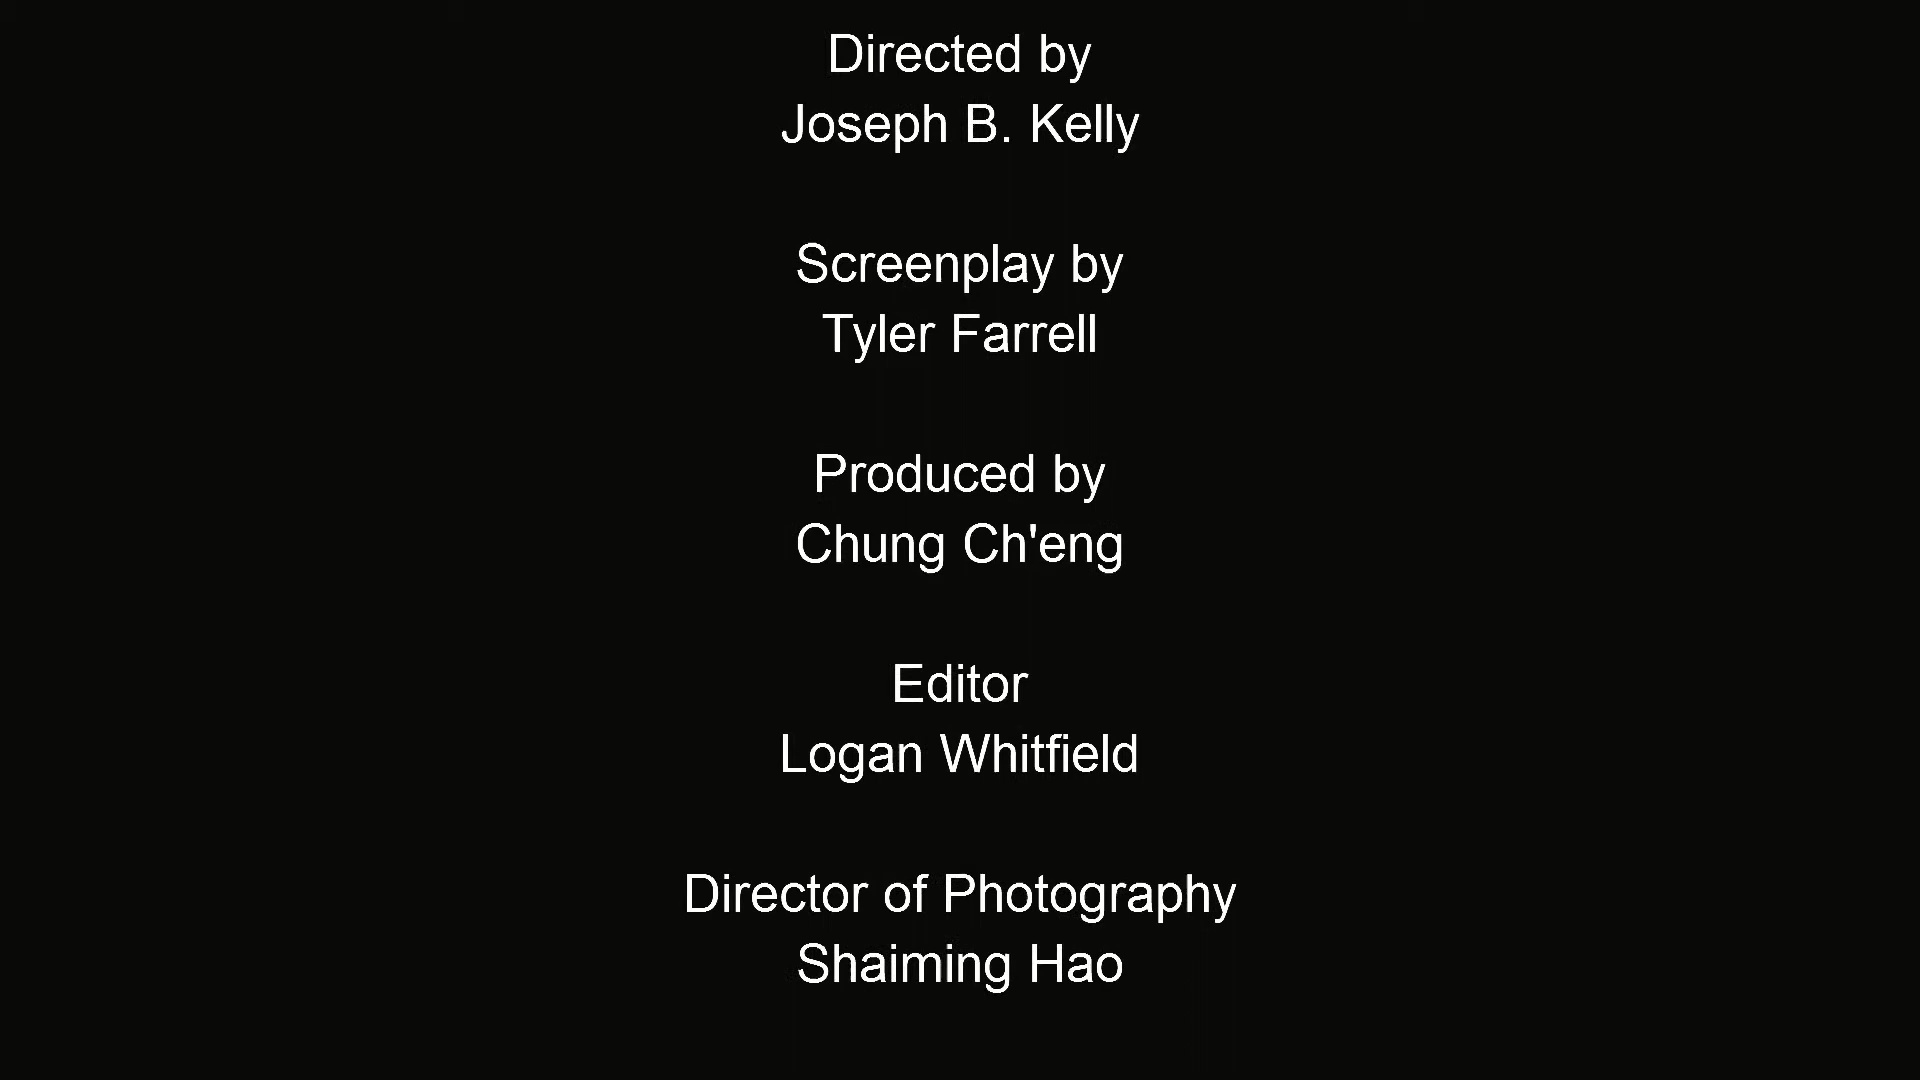 Directed by
Joseph B. Kelly
Screenplay by
Tyler Farrell
Produced by
Chung Ch'eng
Editor
Logan Whitfield
Director of Photography
Shaiming Hao